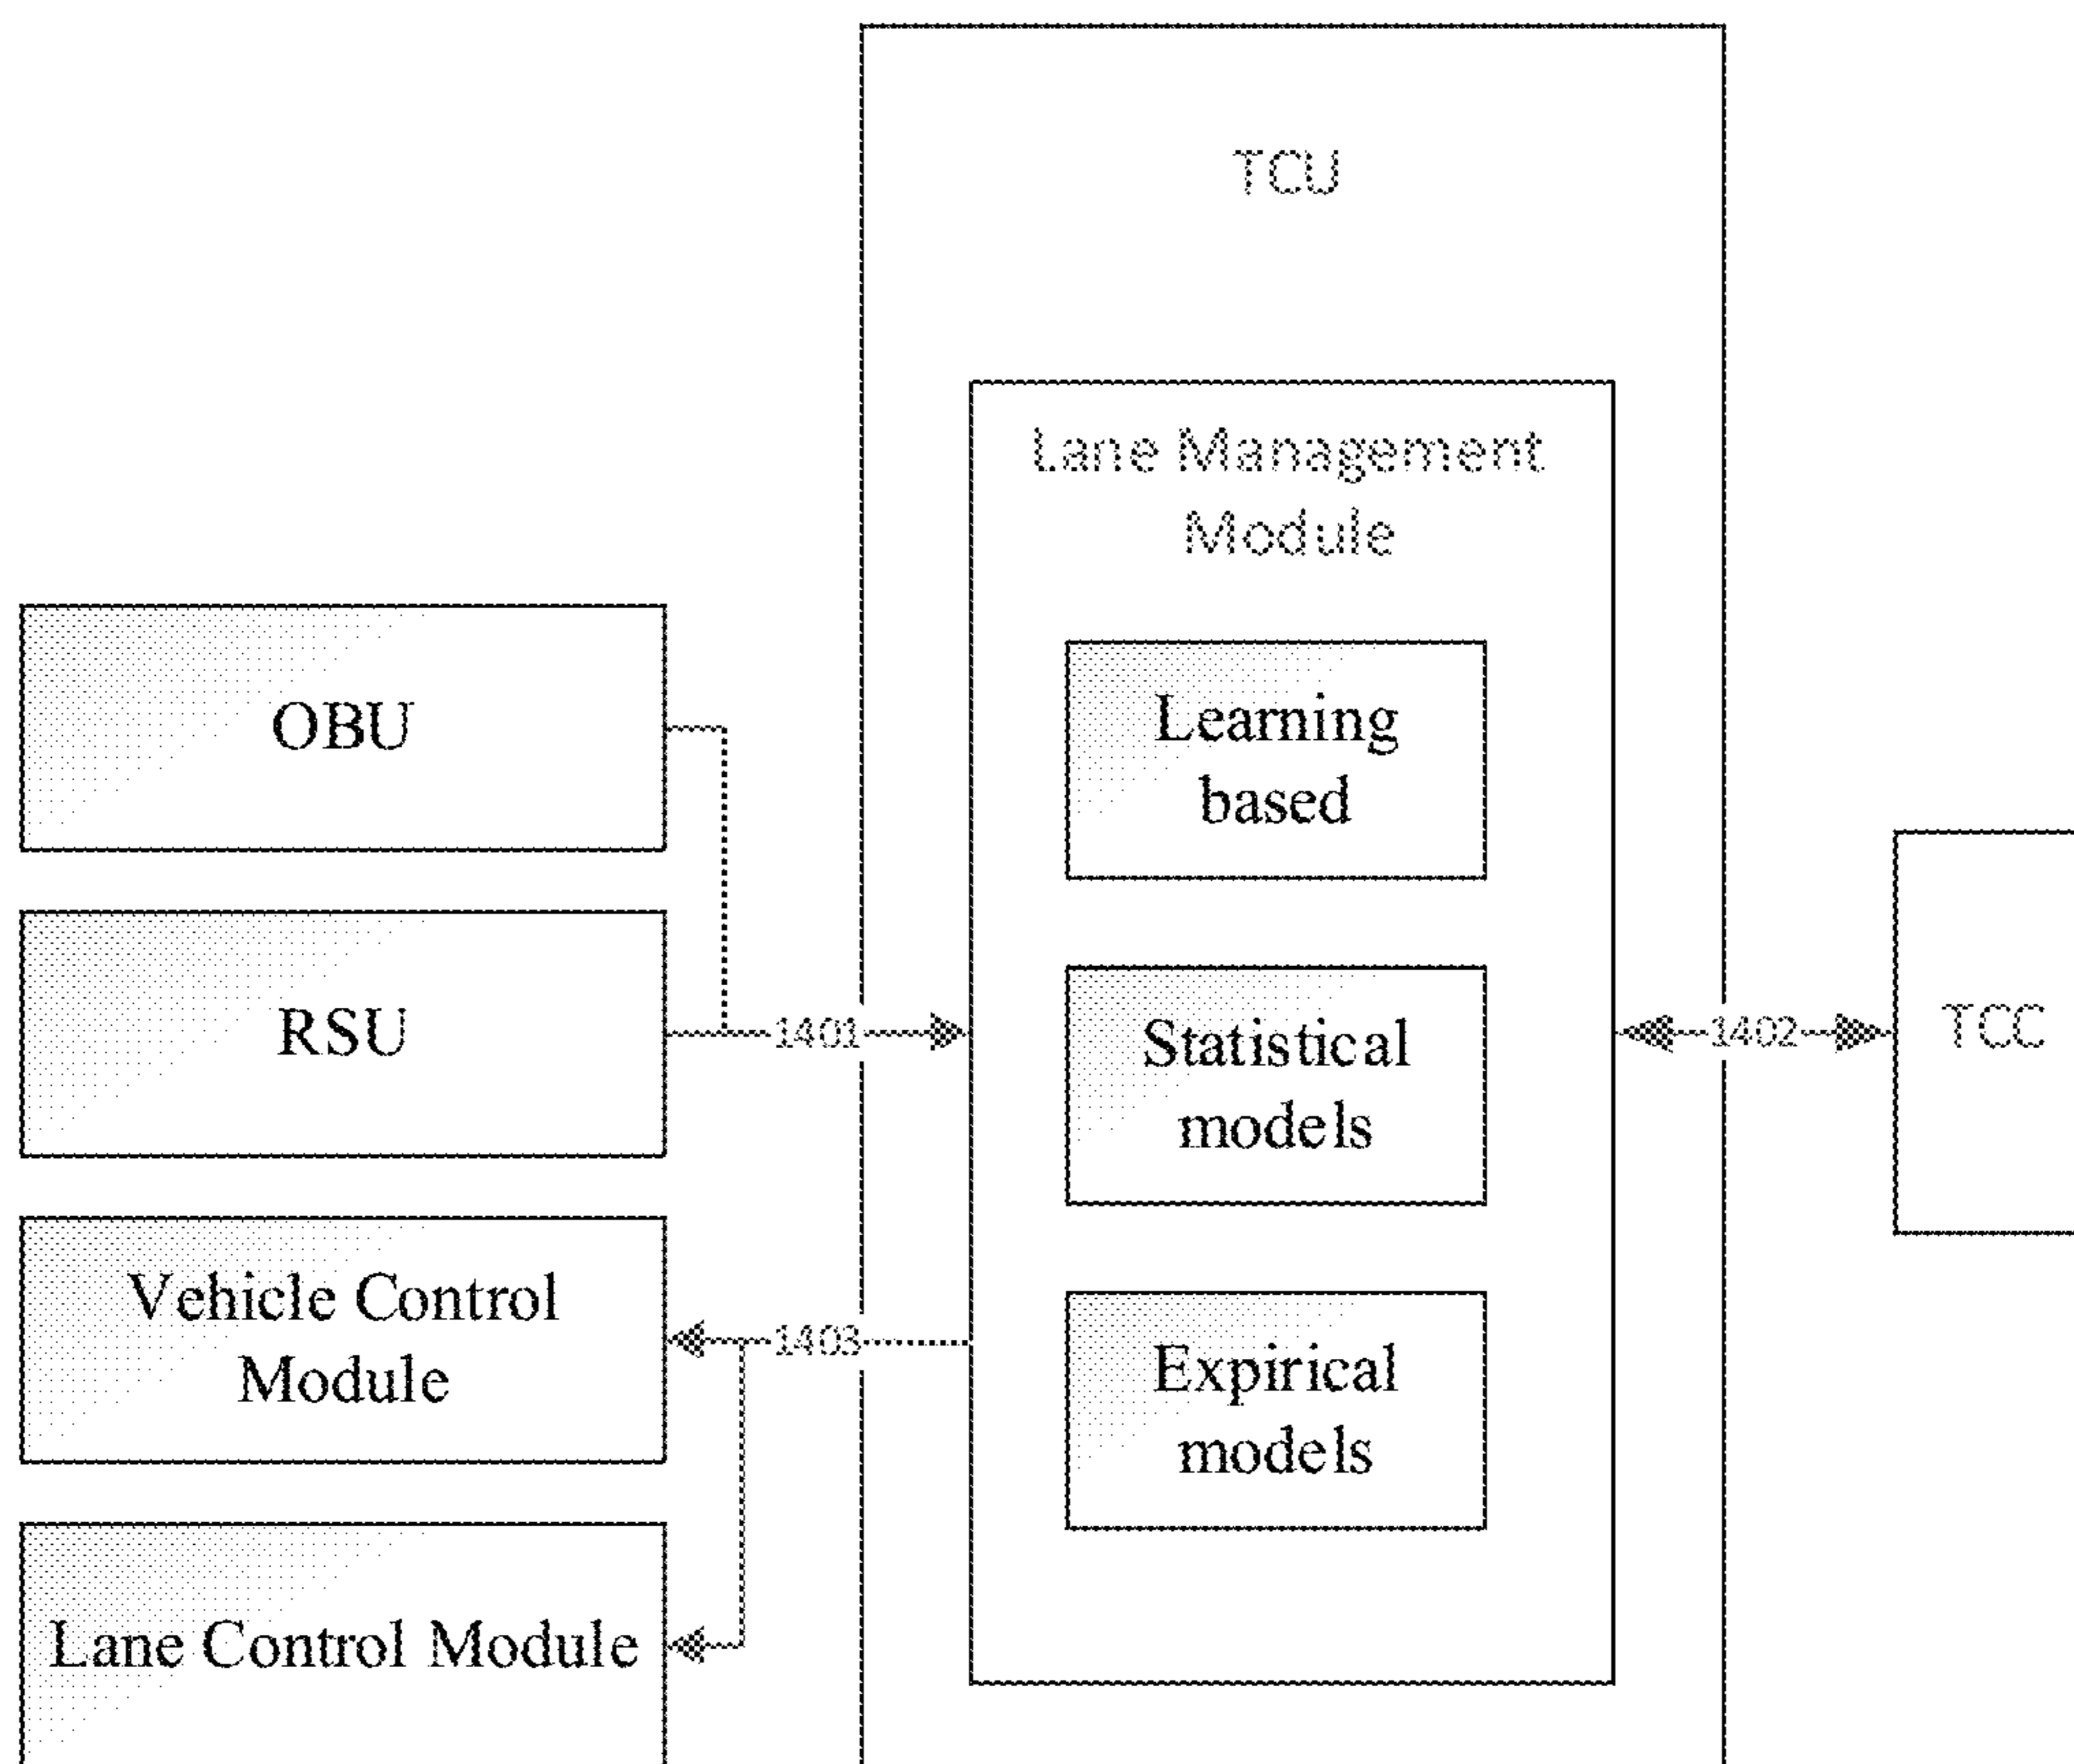 TCU
Lane Management
Module
Learning
based
Statistical
models
Expirical
models
OBU
RSU
Vehicle Control
Module
Lane Control Module
1401
1402
1403
TCC